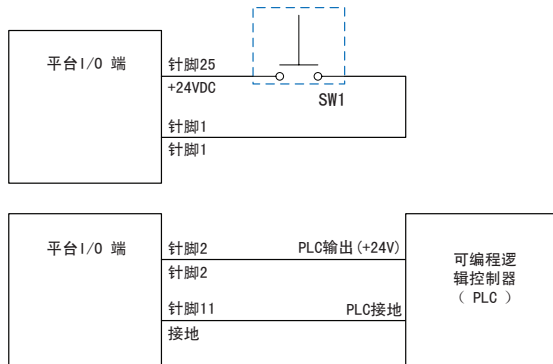 平台I/O 端
针脚25
+24VDC
SW1
针脚1
针脚1
平台I/O 端
针脚2
PLC输出(+24V)
针脚2
可编程逻
辑控制器
( PLC )
针脚11
PLC接地
接地